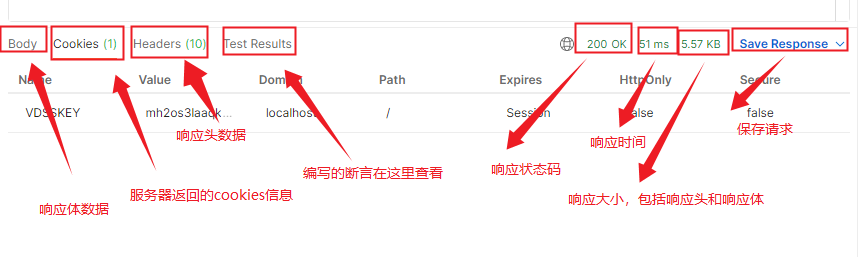 Body Cookies (1) Headers (10) Test Results 200 OK 51 ms 5.57 KB Save Response
Name Value Path Expires HttpOnly Secure
VDSSKEY localhost / Session false
响应头数据 响应时间 保存请求
服务器返回的cookies信息 编写的断言在这里查看 响应状态码
响应体数据 响应大小，包括响应头和响应体